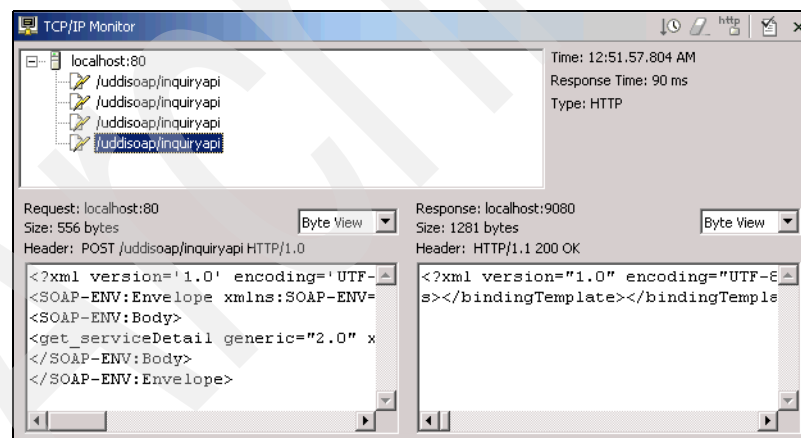 TCP/IP Monitor
http
localhost:80
/uddisoap/inquiryapi
/uddisoap/inquiryapi
/uddisoap/inquiryapi
/uddisoap/inquiryapi
Time: 12:51.57.804 AM
Response Time: 90 ms
Type: HTTP
Request: localhost:80
Size: 556 bytes
Byte View
Header: POST /uddisoap/inquiryapi HTTP/1.0
<?xml version='1.0' encoding='UTF-
<SOAP-ENV:Envelope xmlns:SOAP-ENV=
<SOAP-ENV:Body>
<get_serviceDetail generic="2.0" x
</SOAP-ENV:Body>
</SOAP-ENV:Envelope>
Response: localhost:9080
Size: 1281 bytes
Byte View
Header: HTTP/1.1 200 OK
<?xml version="1.0" encoding="UTF-8
s></bindingTemplate></bindingTempla